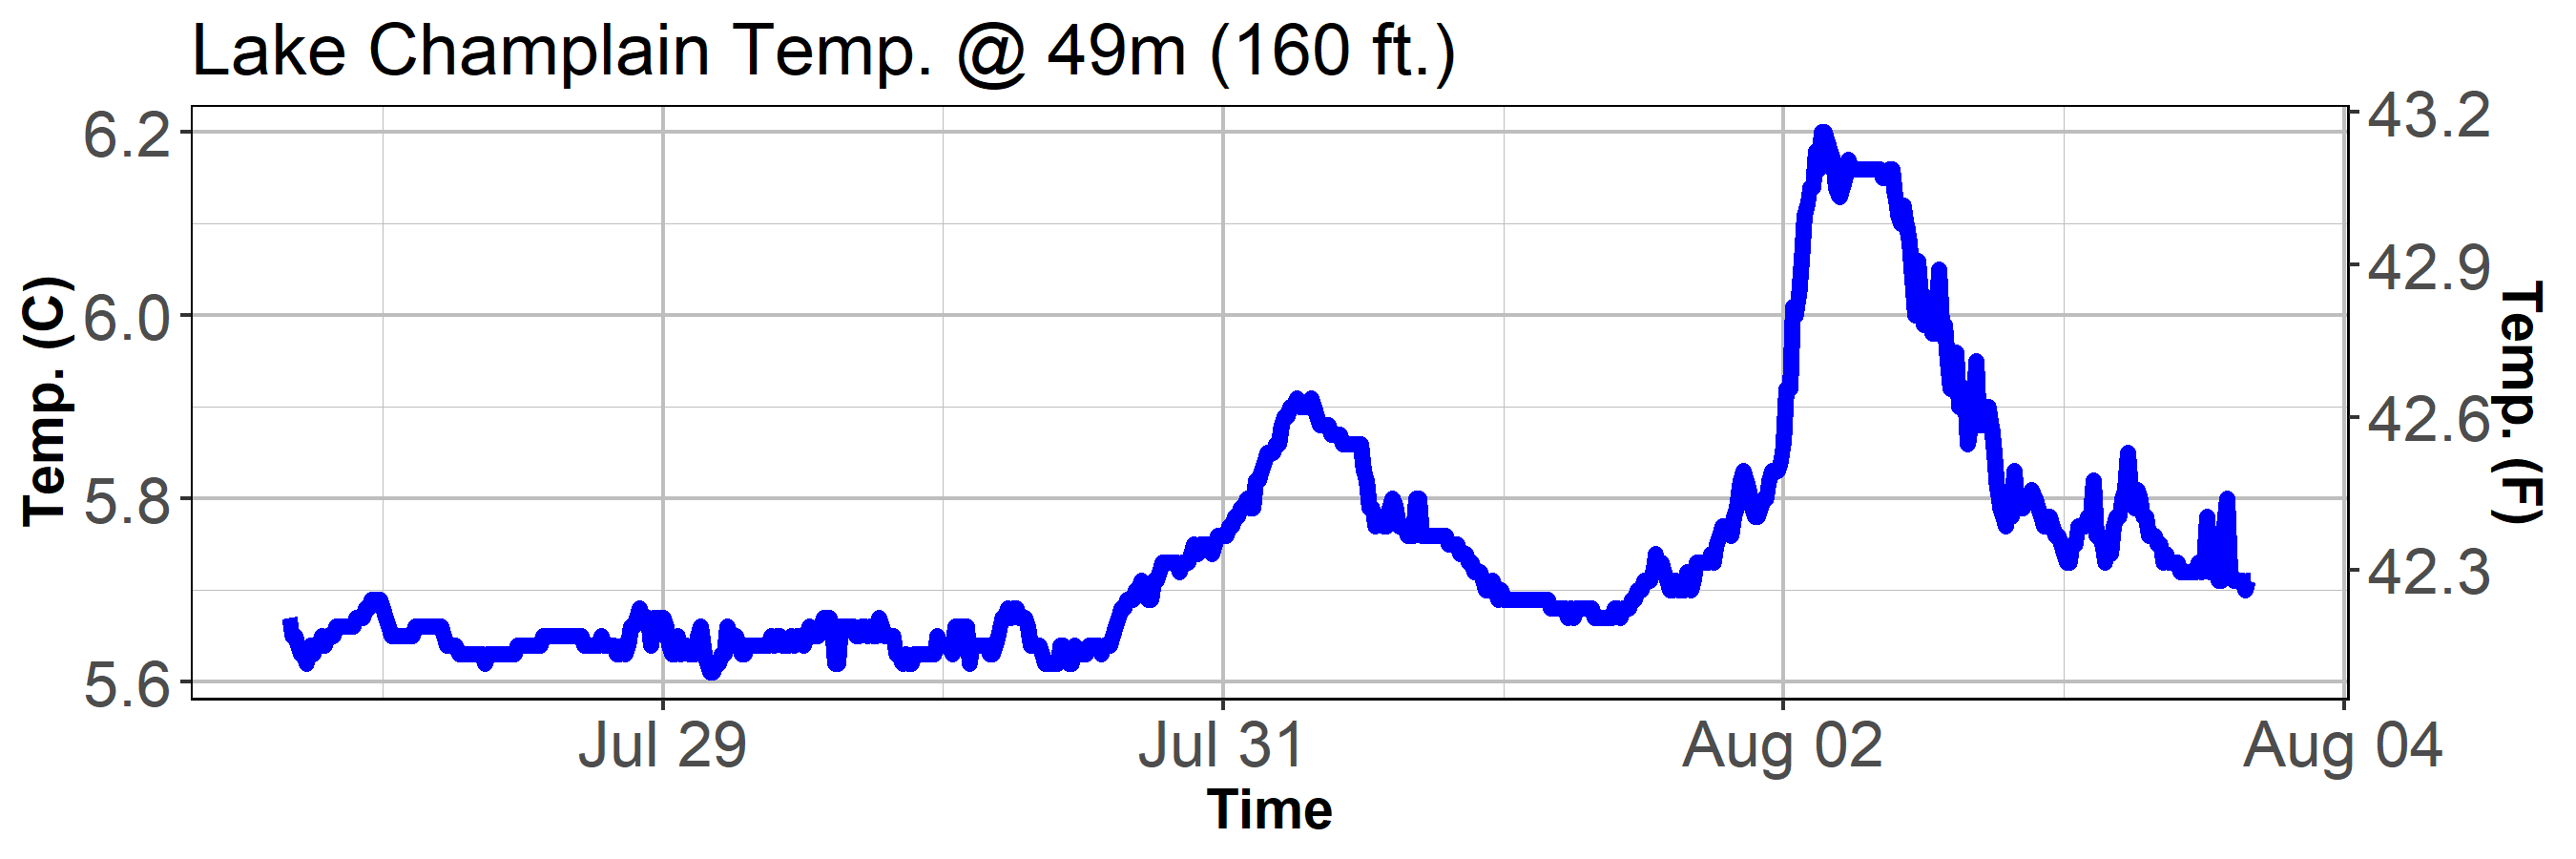 Lake Champlain Temp. @ 49m (160 ft.)
Temp. (C)
6.2
6.0
5.8
5.6
43.2
42.9
42.6
42.3
Temp. (F)
Jul 29
Jul 31
Aug 02
Aug 04
Time